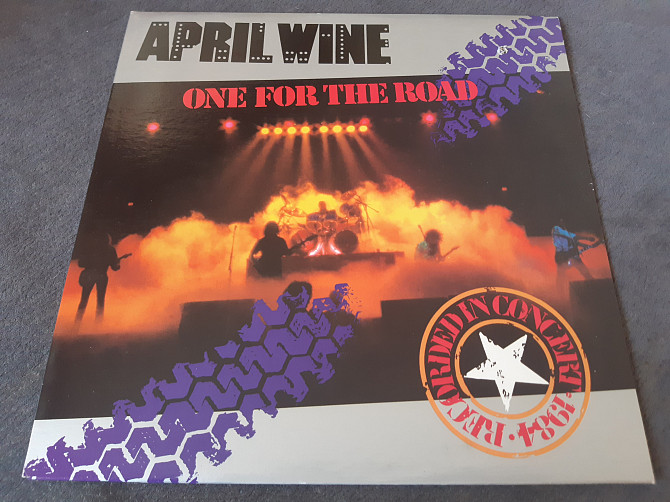 APRIL WINE
ONE FOR THE ROAD
RECORDED IN CONCERT · 1984 ·